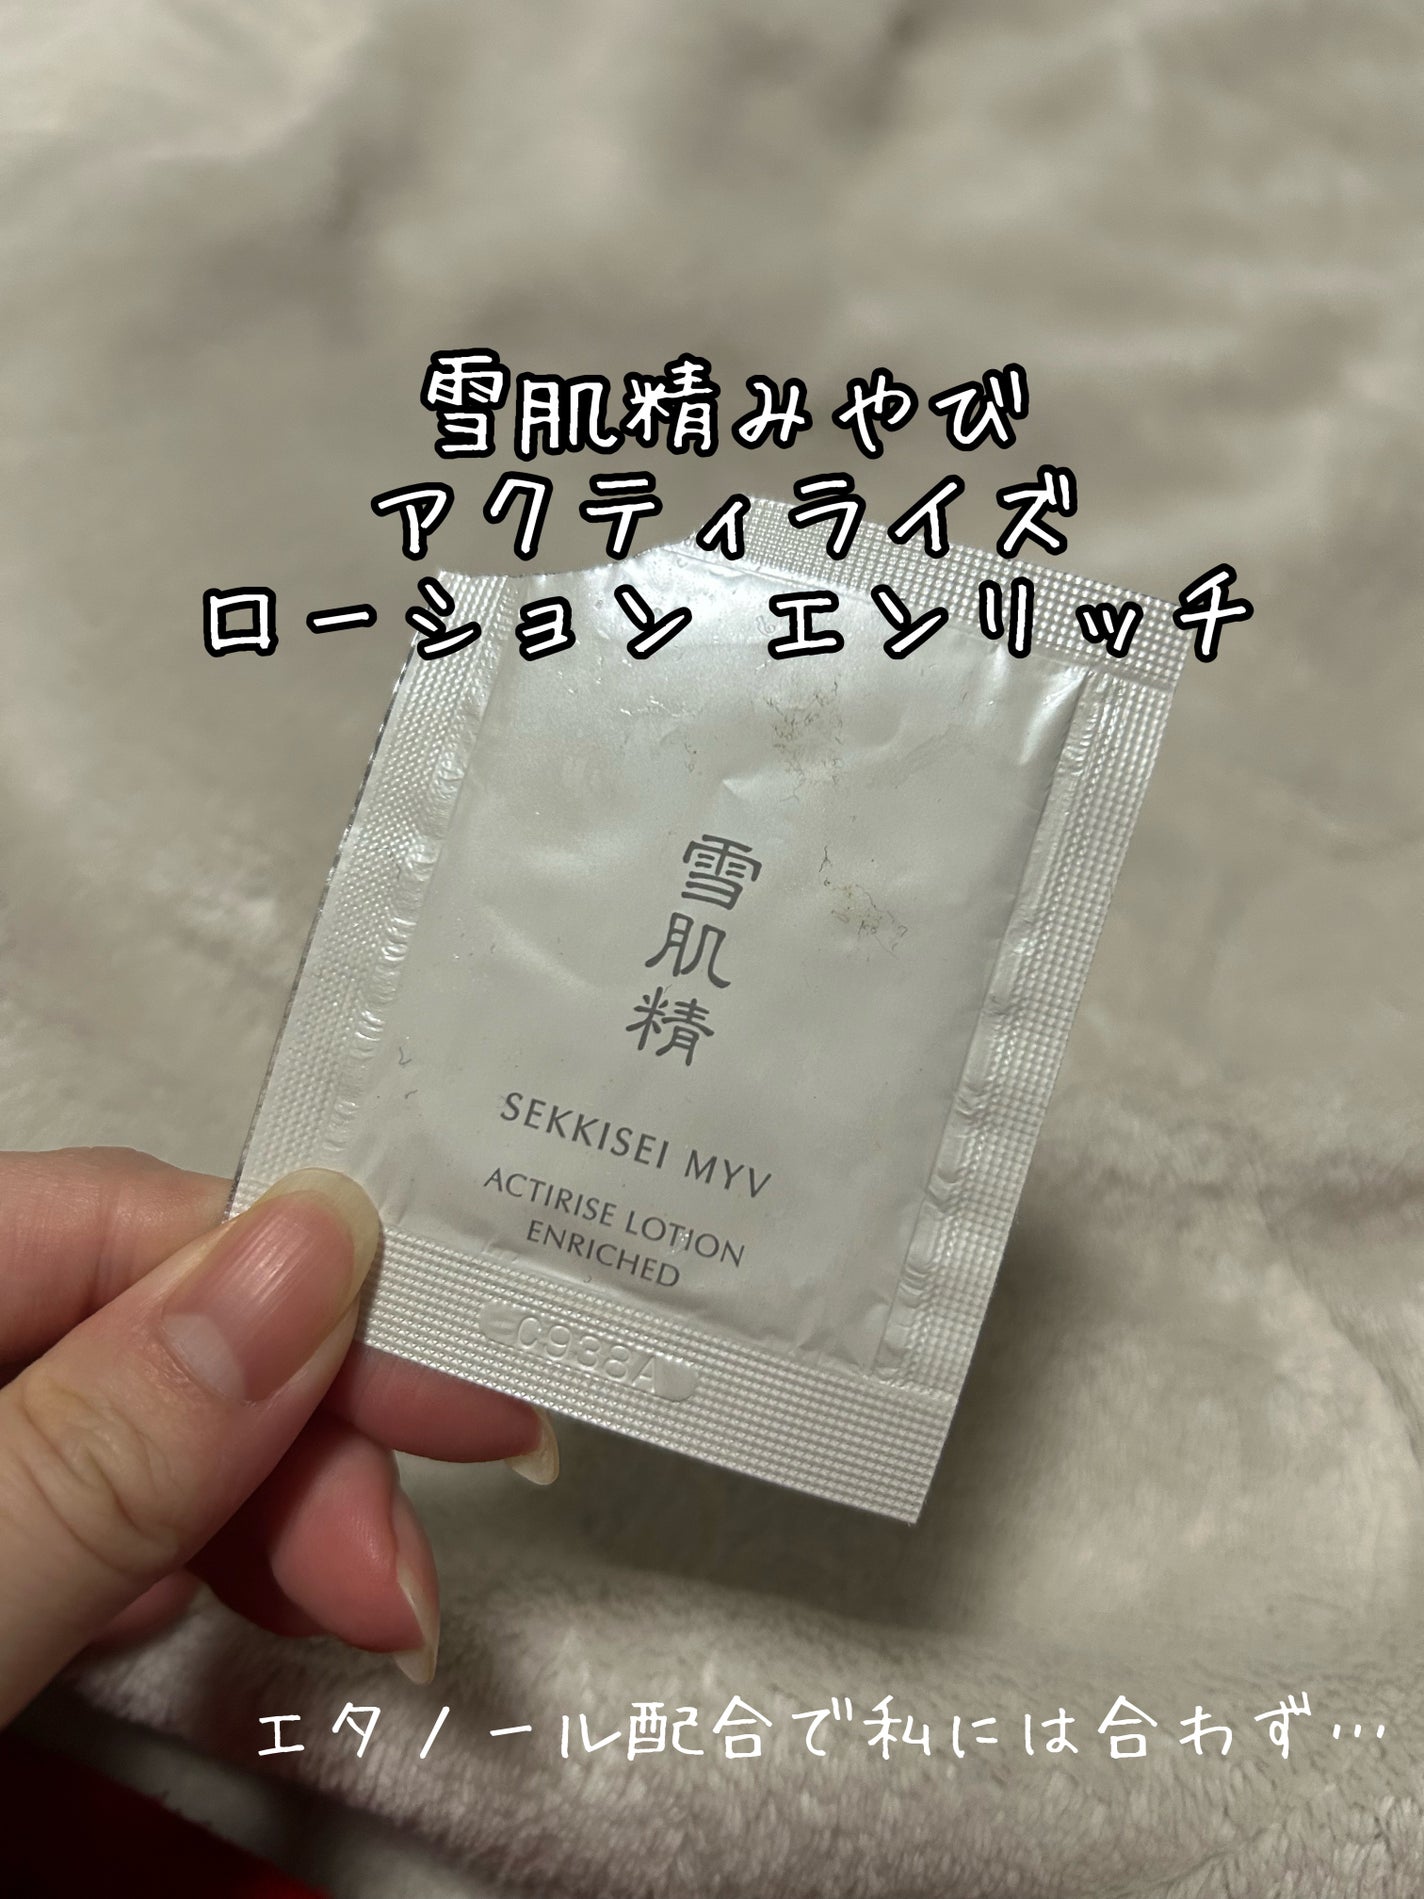 雪肌精みやび
アクティライズ
ローション エンリッチ
雪肌精
SEKKISEI MYV
ACTIRISE LOTION
ENRICHED
C938A
エタノール配合で私には合わず…